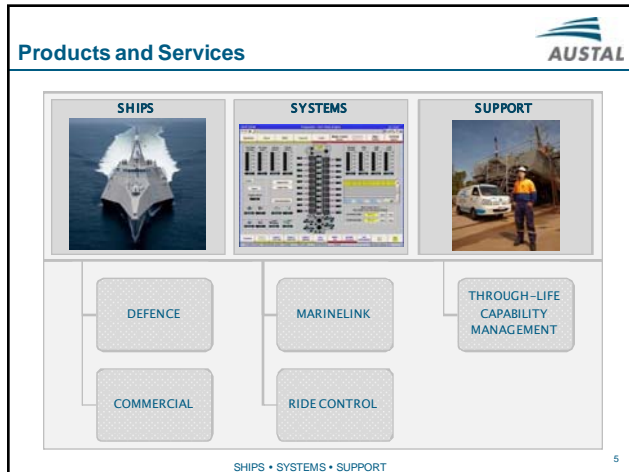 Products and Services
AUSTAL
SHIPS
SYSTEMS
SUPPORT
DEFENCE
MARINELINK
THROUGH-LIFE
CAPABILITY
MANAGEMENT
COMMERCIAL
RIDE CONTROL
SHIPS • SYSTEMS • SUPPORT
5